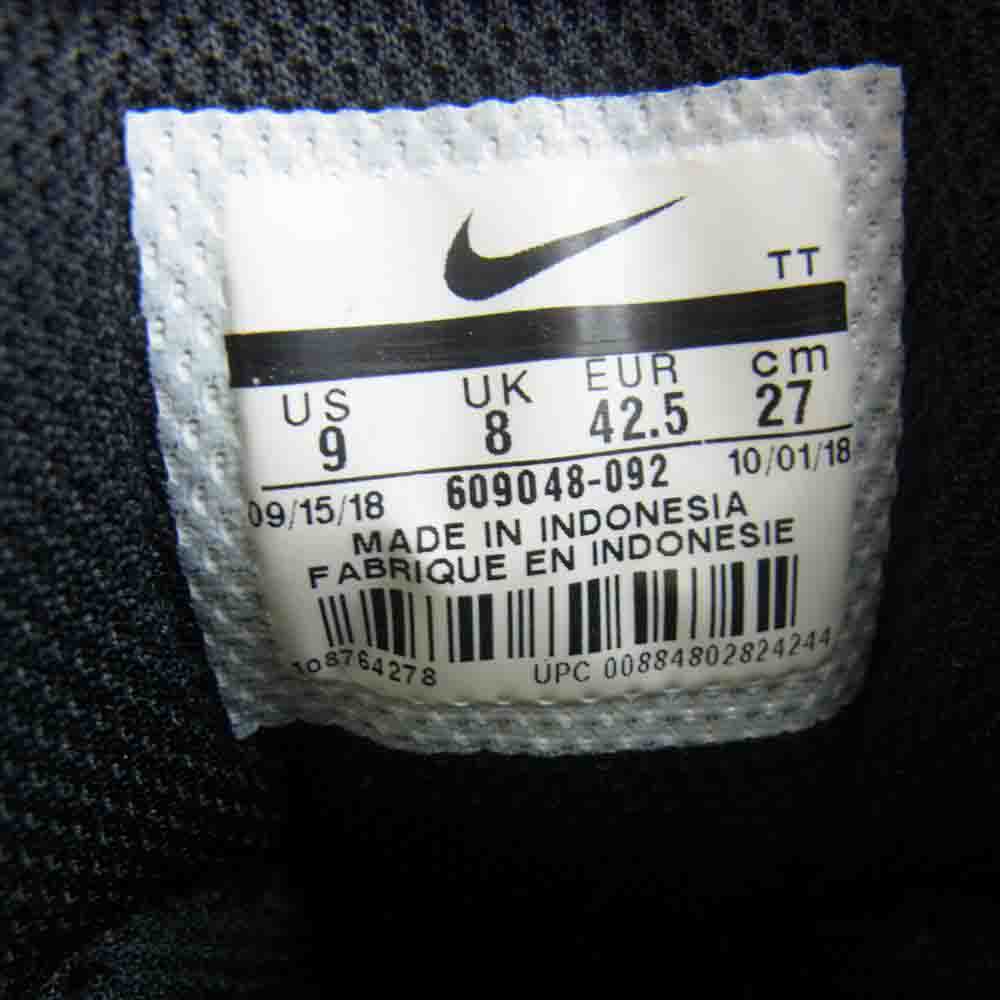 TT
US UK EUR cm
9 8 42.5 27
09/15/18 609048-092 10/01/18
MADE IN INDONESIA
FABRIQUE EN INDONESIE
108764278 UPC 00884802824244